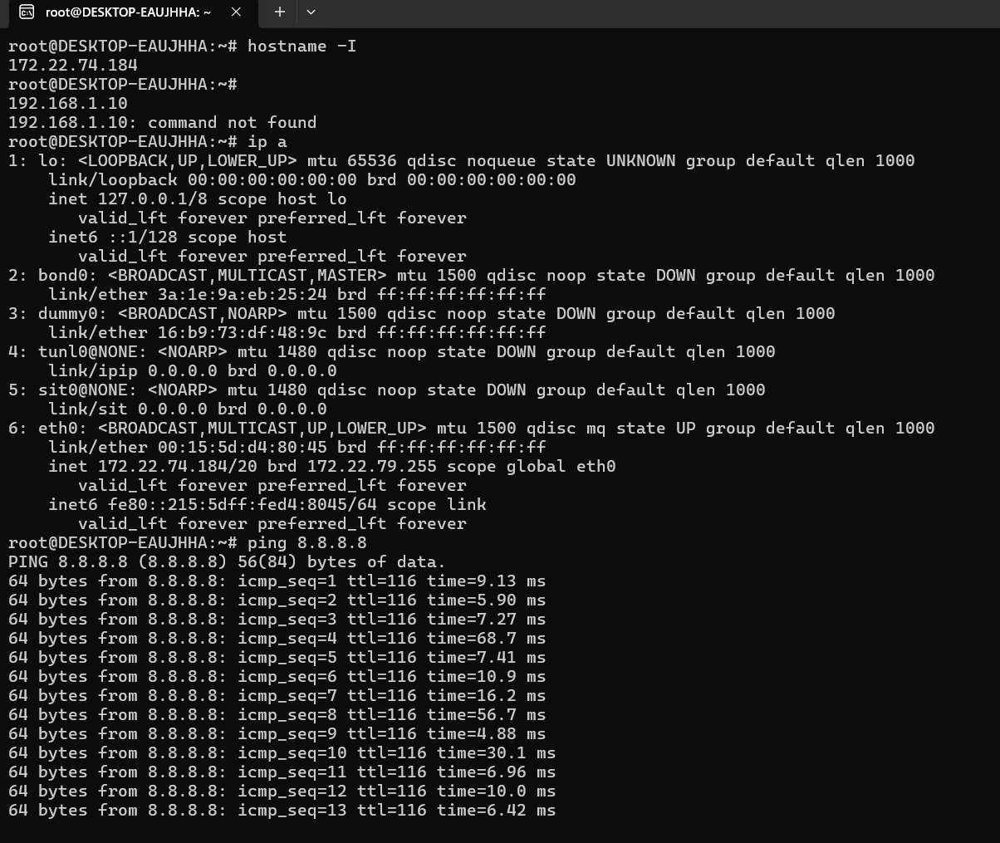 root@DESKTOP-EAUJHHA: ~
root@DESKTOP-EAUJHHA:~# hostname -I
172.22.74.184
root@DESKTOP-EAUJHHA:~#
192.168.1.10
192.168.1.10: command not found
root@DESKTOP-EAUJHHA:~# ip a
1: lo: <LOOPBACK,UP,LOWER_UP> mtu 65536 qdisc noqueue state UNKNOWN group default qlen 1000
    link/loopback 00:00:00:00:00:00 brd 00:00:00:00:00:00
    inet 127.0.0.1/8 scope host lo
       valid_lft forever preferred_lft forever
    inet6 ::1/128 scope host
       valid_lft forever preferred_lft forever
2: bond0: <BROADCAST,MULTICAST,MASTER> mtu 1500 qdisc noop state DOWN group default qlen 1000
    link/ether 3a:1e:9a:eb:25:24 brd ff:ff:ff:ff:ff:ff
3: dummy0: <BROADCAST,NOARP> mtu 1500 qdisc noop state DOWN group default qlen 1000
    link/ether 16:b9:73:df:48:9c brd ff:ff:ff:ff:ff:ff
4: tunl0@NONE: <NOARP> mtu 1480 qdisc noop state DOWN group default qlen 1000
    link/ipip 0.0.0.0 brd 0.0.0.0
5: sit0@NONE: <NOARP> mtu 1480 qdisc noop state DOWN group default qlen 1000
    link/sit 0.0.0.0 brd 0.0.0.0
6: eth0: <BROADCAST,MULTICAST,UP,LOWER_UP> mtu 1500 qdisc mq state UP group default qlen 1000
    link/ether 00:15:5d:d4:80:45 brd ff:ff:ff:ff:ff:ff
    inet 172.22.74.184/20 brd 172.22.79.255 scope global eth0
       valid_lft forever preferred_lft forever
    inet6 fe80::215:5dff:fed4:8045/64 scope link
       valid_lft forever preferred_lft forever
root@DESKTOP-EAUJHHA:~# ping 8.8.8.8
PING 8.8.8.8 (8.8.8.8) 56(84) bytes of data.
64 bytes from 8.8.8.8: icmp_seq=1 ttl=116 time=9.13 ms
64 bytes from 8.8.8.8: icmp_seq=2 ttl=116 time=5.90 ms
64 bytes from 8.8.8.8: icmp_seq=3 ttl=116 time=7.27 ms
64 bytes from 8.8.8.8: icmp_seq=4 ttl=116 time=68.7 ms
64 bytes from 8.8.8.8: icmp_seq=5 ttl=116 time=7.41 ms
64 bytes from 8.8.8.8: icmp_seq=6 ttl=116 time=10.9 ms
64 bytes from 8.8.8.8: icmp_seq=7 ttl=116 time=16.2 ms
64 bytes from 8.8.8.8: icmp_seq=8 ttl=116 time=56.7 ms
64 bytes from 8.8.8.8: icmp_seq=9 ttl=116 time=4.88 ms
64 bytes from 8.8.8.8: icmp_seq=10 ttl=116 time=30.1 ms
64 bytes from 8.8.8.8: icmp_seq=11 ttl=116 time=6.96 ms
64 bytes from 8.8.8.8: icmp_seq=12 ttl=116 time=10.0 ms
64 bytes from 8.8.8.8: icmp_seq=13 ttl=116 time=6.42 ms